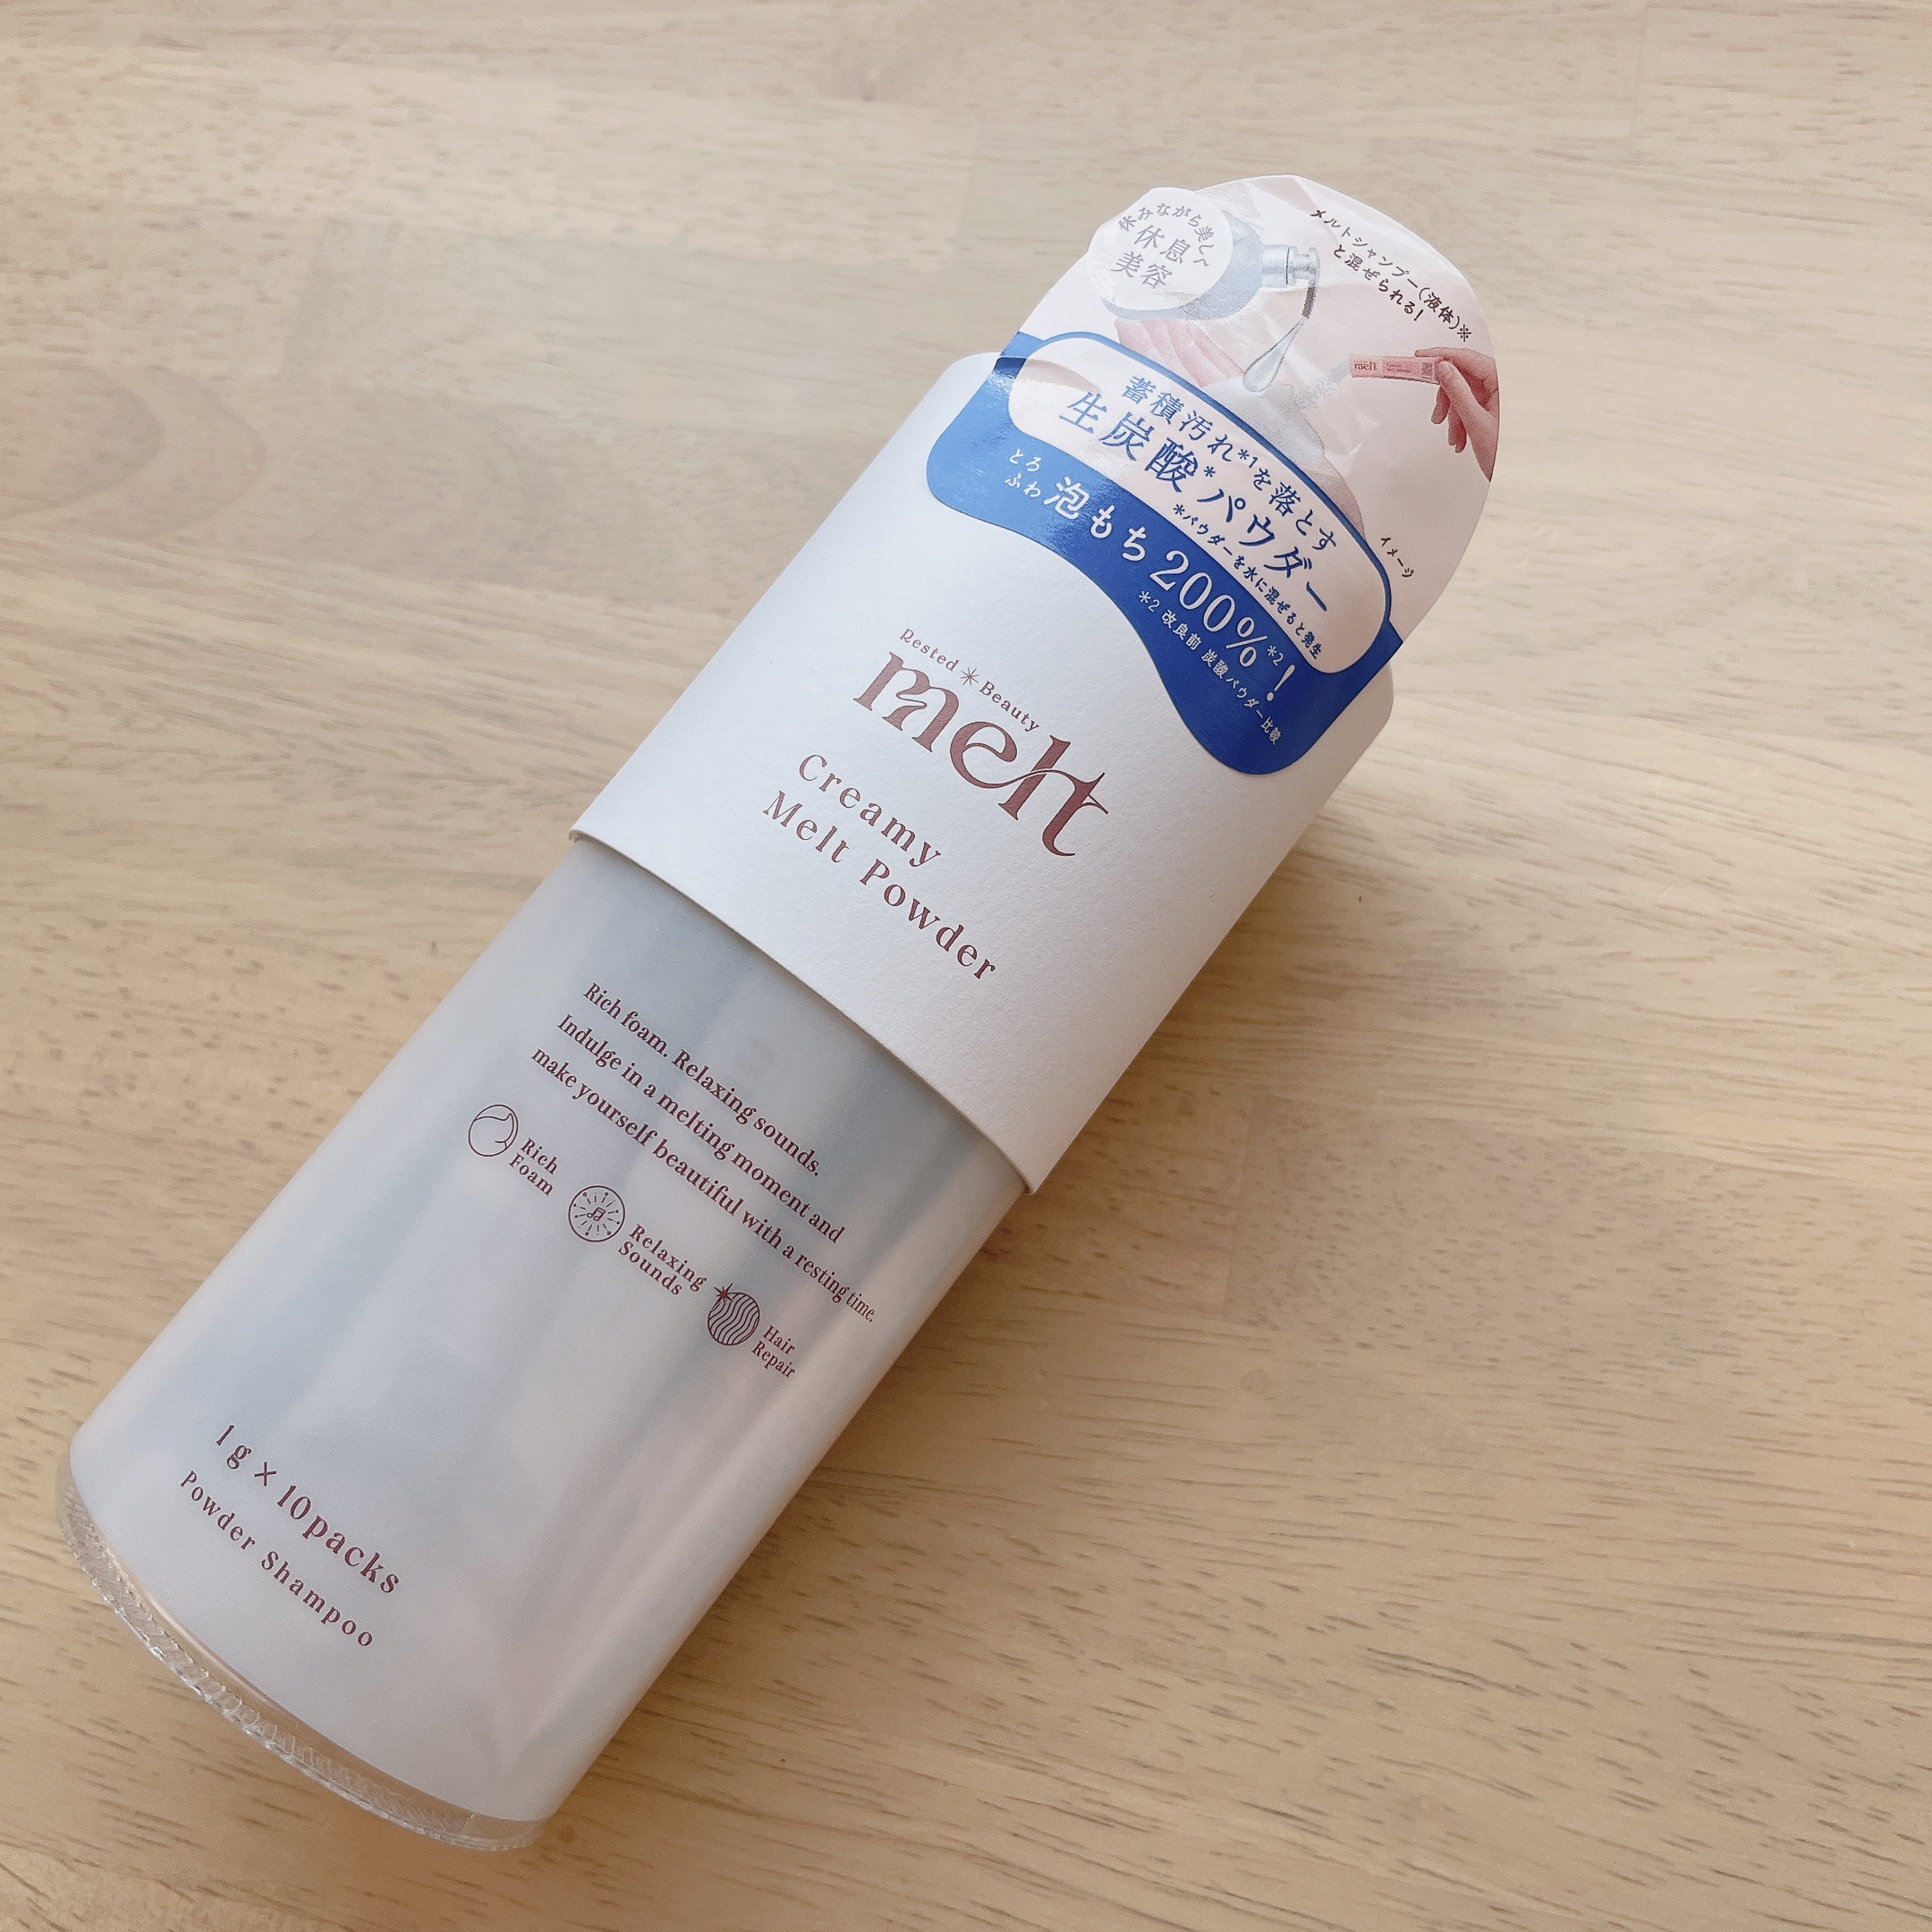 休みながら美しく
休息
美容
メルトシャンプー(液体)※
と混ぜられる!
melt
イメージ
蓄積汚れ*1を落とす
生炭酸*パウダー
*パウダーを水に混ぜると発生
とろ
ふわ
泡もち200%*2!
*2 改良前 炭酸パウダー比較
Rested Beauty
melt
Creamy
Melt Powder
Rich foam. Relaxing sounds.
Indulge in a melting moment and
make yourself beautiful with a resting time.
Rich
Foam
Relaxing
Sounds
Hair
Repair
1g × 10packs
Powder Shampoo